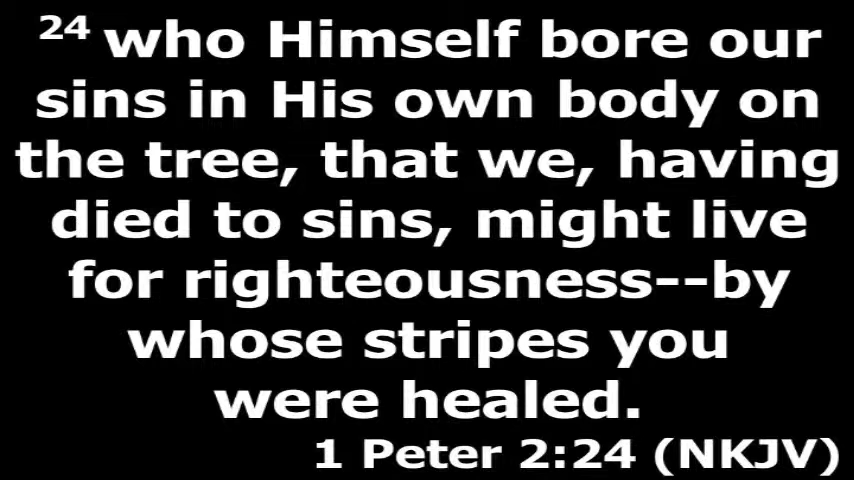 24 who Himself bore our
sins in His own body on
the tree, that we, having
died to sins, might live
for righteousness--by
whose stripes you
were healed.
1 Peter 2:24 (NKJV)